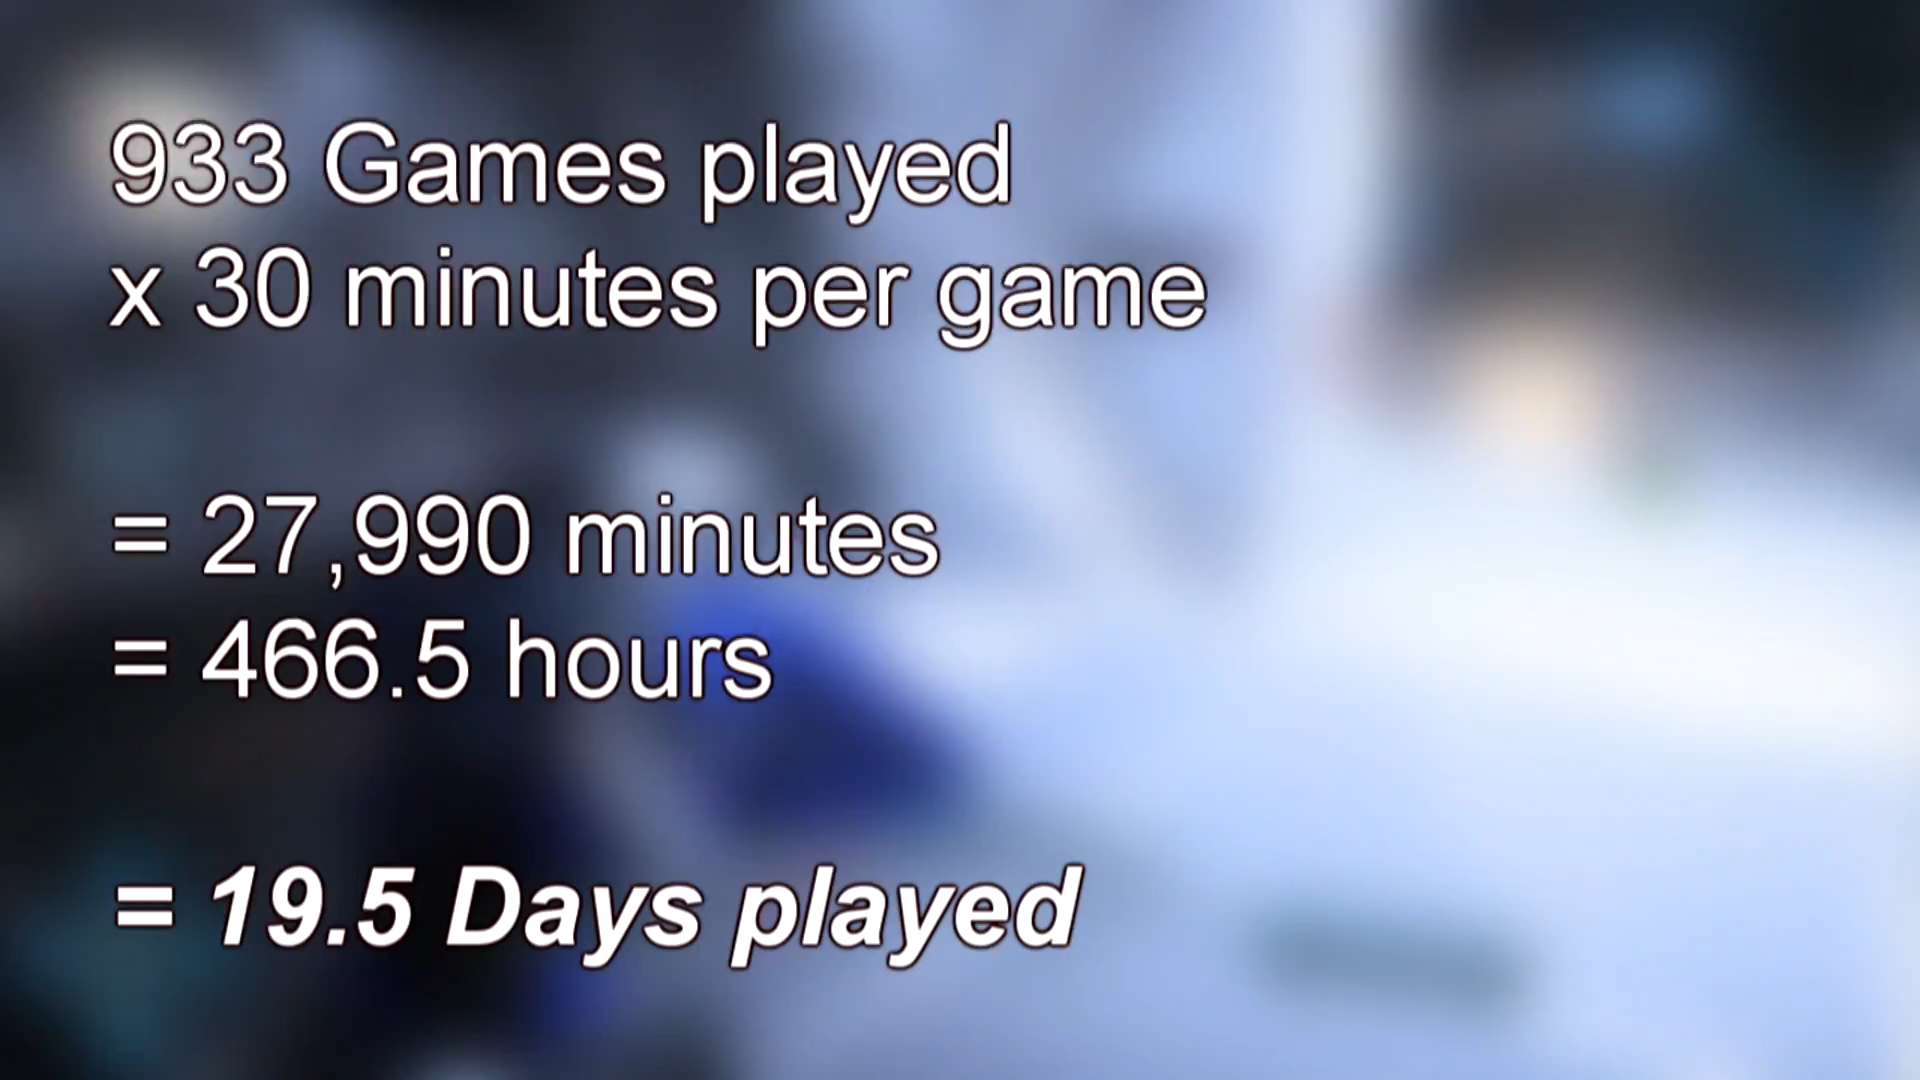 933 Games played
x 30 minutes per game
= 27,990 minutes
= 466.5 hours
= 19.5 Days played